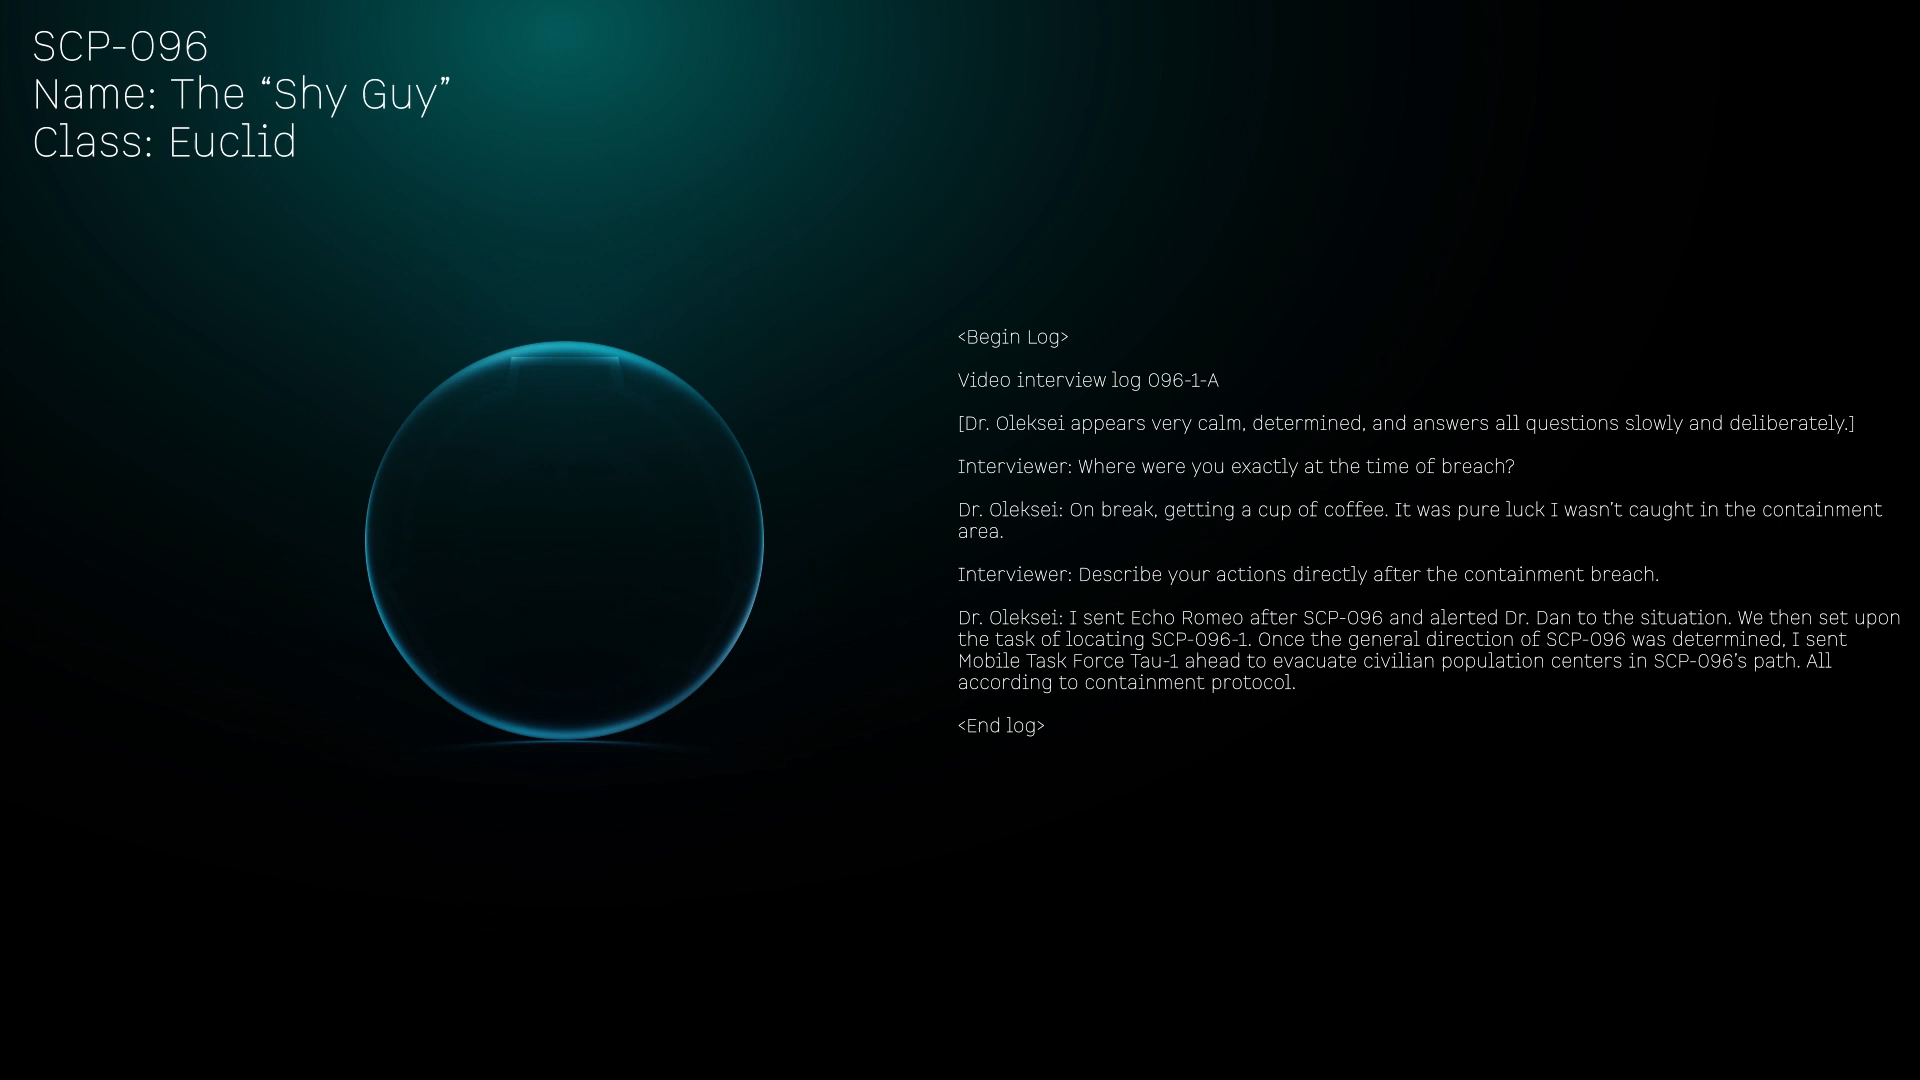 SCP-096
Name: The “Shy Guy”
Class: Euclid
<Begin Log>
Video interview log 096-1-A
[Dr. Oleksei appears very calm, determined, and answers all questions slowly and deliberately.]
Interviewer: Where were you exactly at the time of breach?
Dr. Oleksei: On break, getting a cup of coffee. It was pure luck I wasn’t caught in the containment
area.
Interviewer: Describe your actions directly after the containment breach.
Dr. Oleksei: I sent Echo Romeo after SCP-096 and alerted Dr. Dan to the situation. We then set upon
the task of locating SCP-096-1. Once the general direction of SCP-096 was determined, I sent
Mobile Task Force Tau-1 ahead to evacuate civilian population centers in SCP-096’s path. All
according to containment protocol.
<End log>